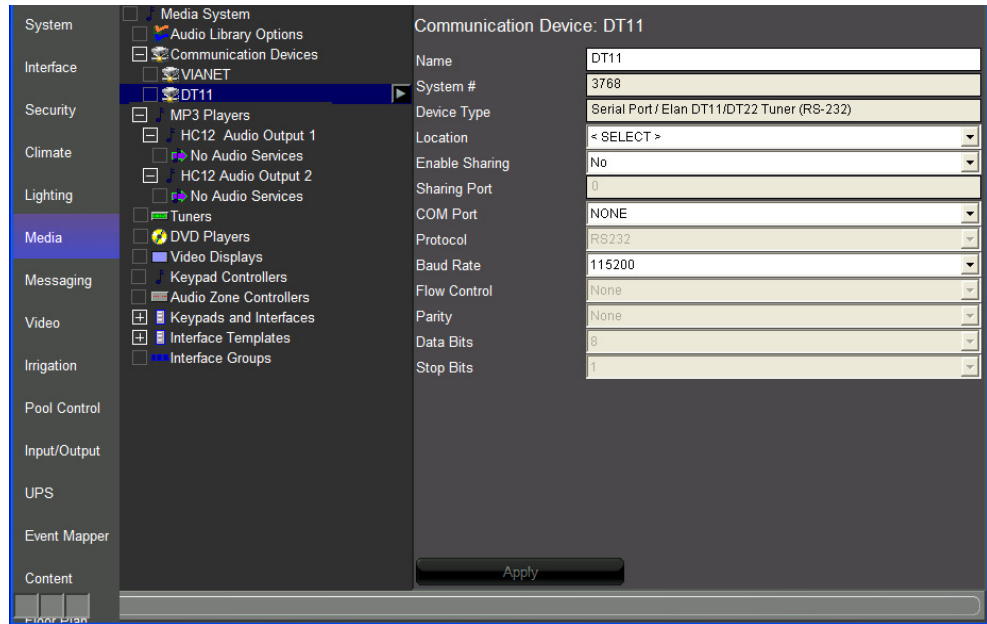 System
Interface
Security
Climate
Lighting
Media
Messaging
Video
Irrigation
Pool Control
Input/Output
UPS
Event Mapper
Content
Floor Plan
Media System
Audio Library Options
Communication Devices
VIANET
DT11
MP3 Players
HC12 Audio Output 1
No Audio Services
HC12 Audio Output 2
No Audio Services
Tuners
DVD Players
Video Displays
Keypad Controllers
Audio Zone Controllers
Keypads and Interfaces
Interface Templates
Interface Groups
Communication Device: DT11
Name DT11
System # 3768
Device Type Serial Port / Elan DT11/DT22 Tuner (RS-232)
Location < SELECT >
Enable Sharing No
Sharing Port 0
COM Port NONE
Protocol RS232
Baud Rate 115200
Flow Control None
Parity None
Data Bits 8
Stop Bits 1
Apply